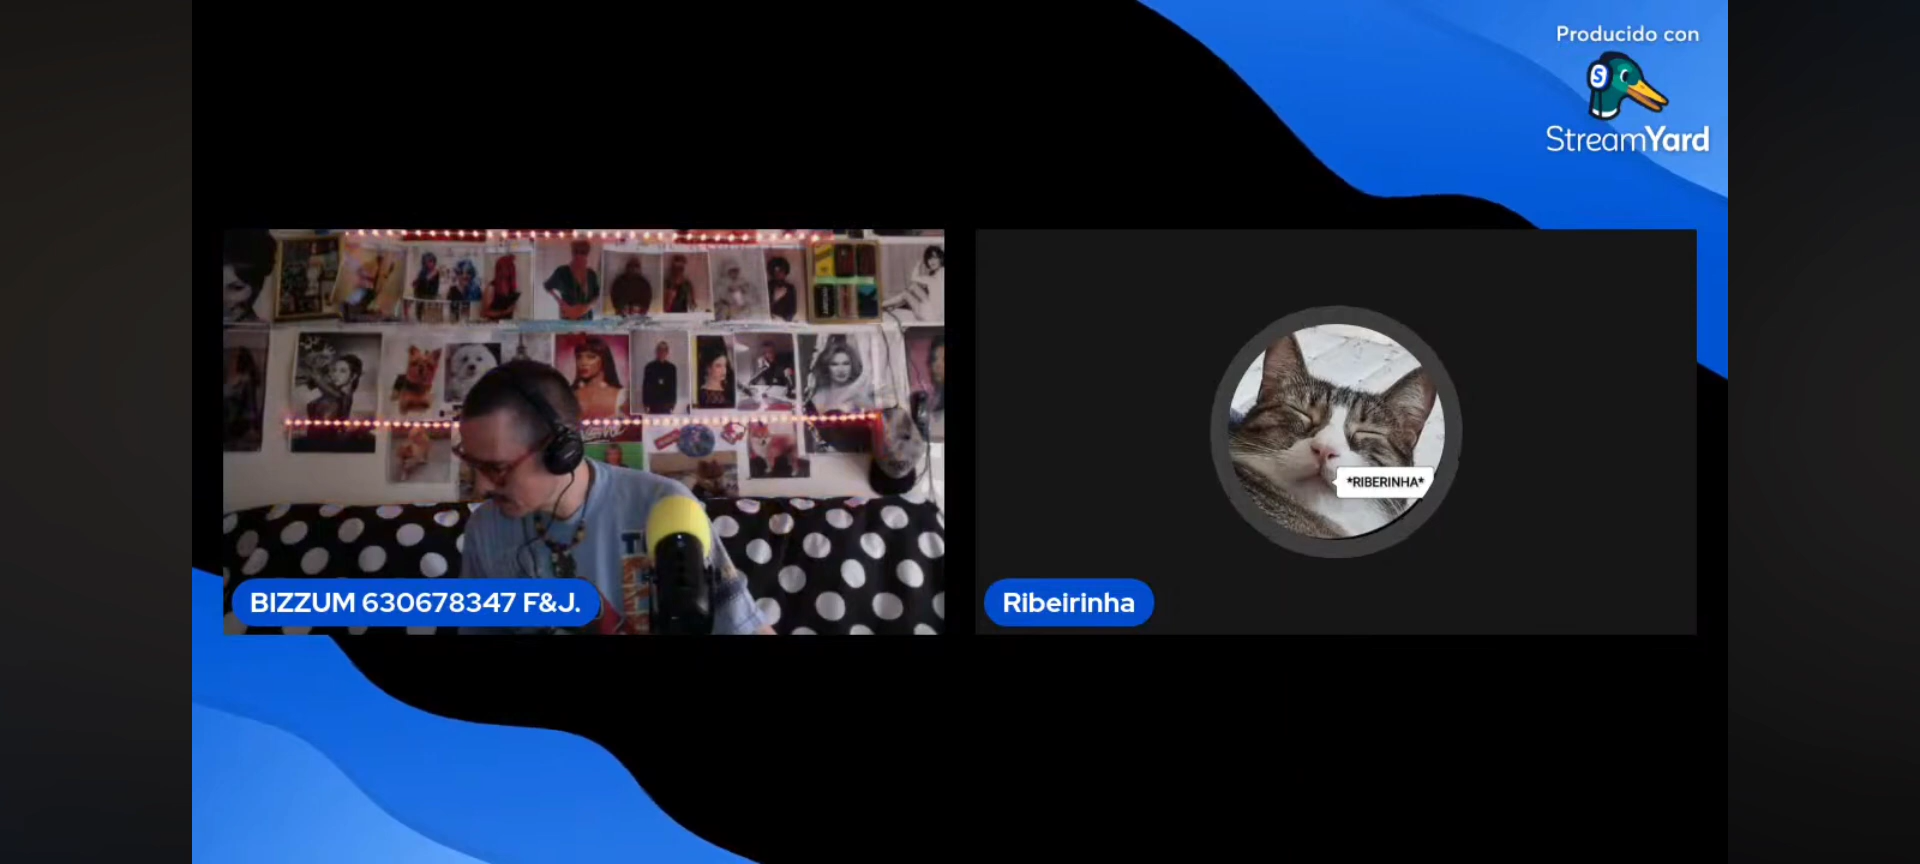 Producido con
S
StreamYard
*RIBERINHA*
BIZZUM 630678347 F&J.
Ribeirinha